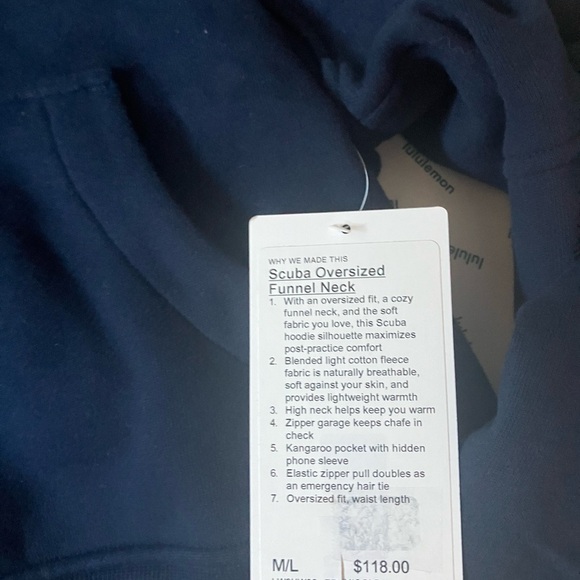 lululemon
lululemon
WHY WE MADE THIS
Scuba Oversized
Funnel Neck
1. With an oversized fit, a cozy
funnel neck, and the soft
fabric you love, this Scuba
hoodie silhouette maximizes
post-practice comfort
2. Blended light cotton fleece
fabric is naturally breathable,
soft against your skin, and
provides lightweight warmth
3. High neck helps keep you warm
4. Zipper garage keeps chafe in
check
5. Kangaroo pocket with hidden
phone sleeve
6. Elastic zipper pull doubles as
an emergency hair tie
7. Oversized fit, waist length
M/L $118.00